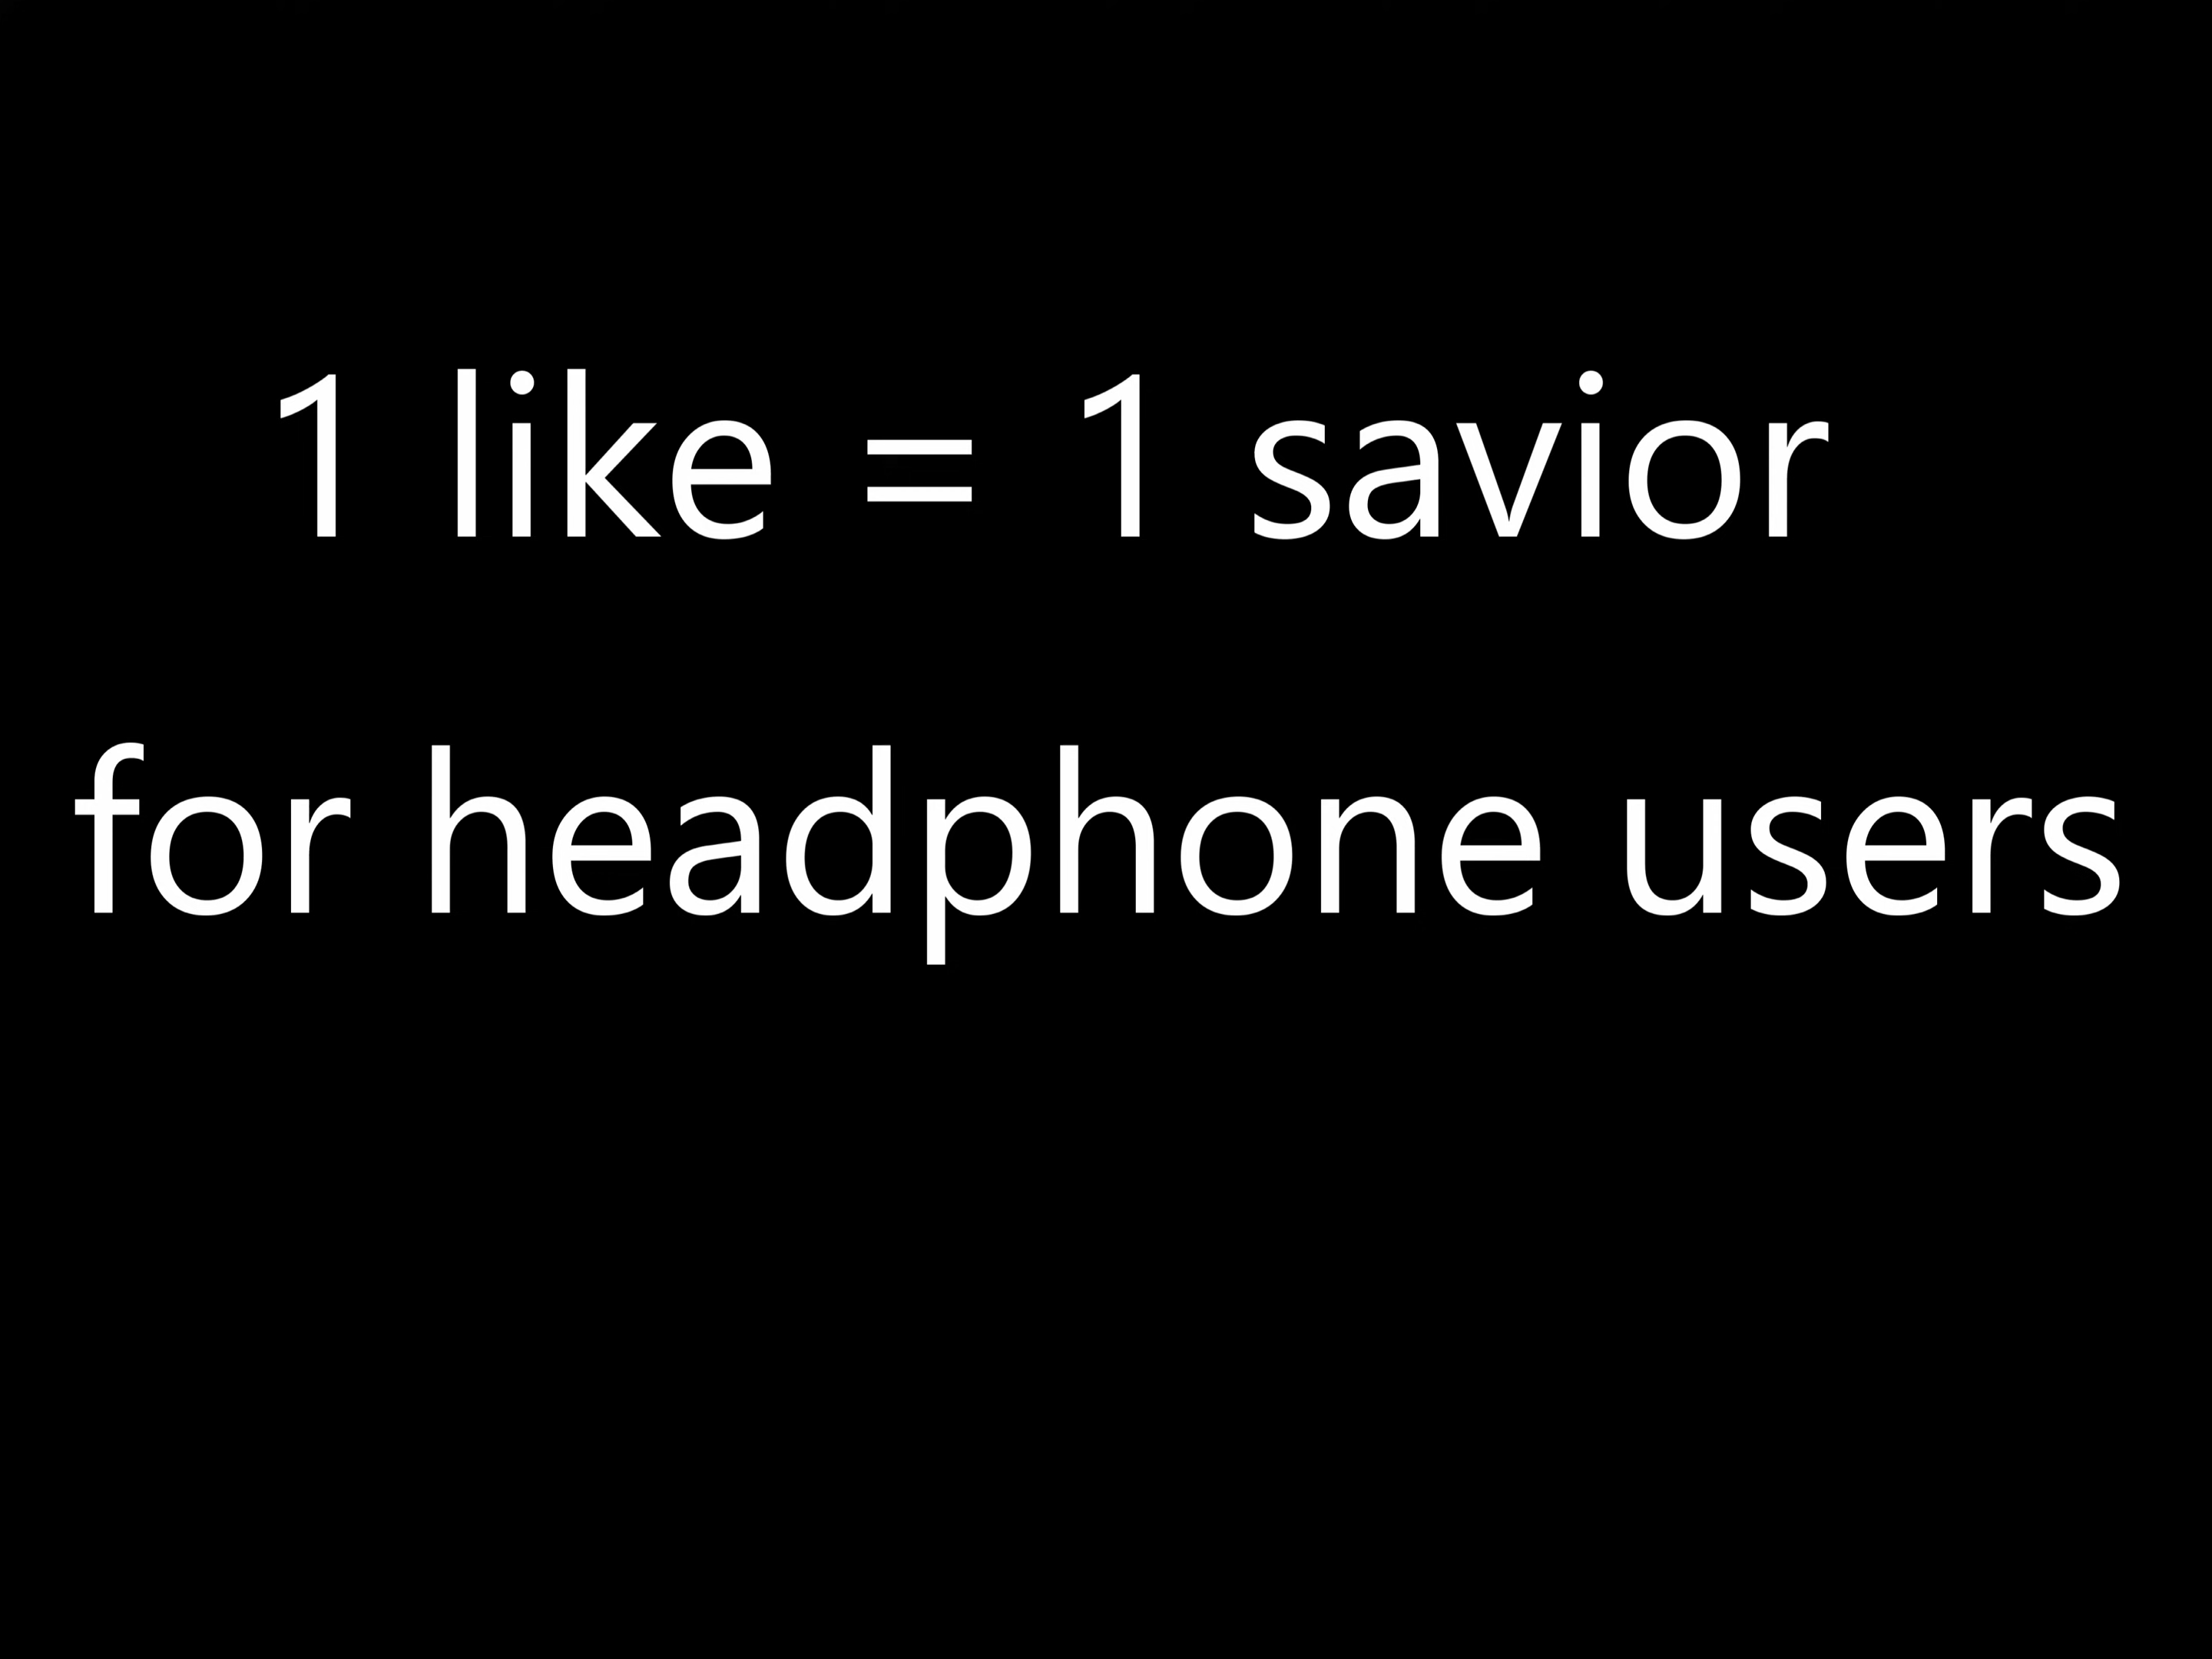 1 like = 1 savior
for headphone users